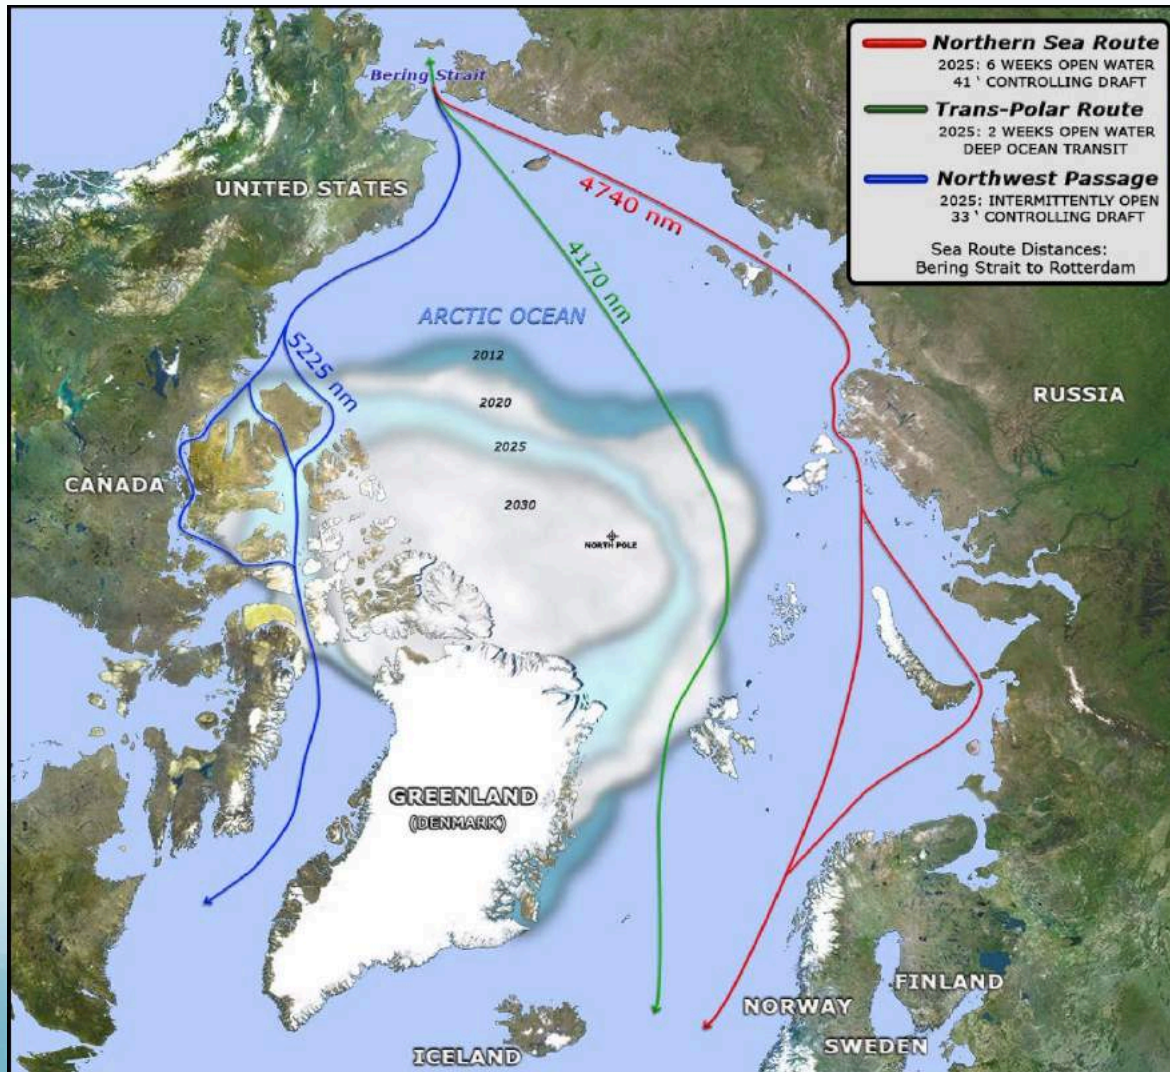 Bering Strait
Northern Sea Route
2025: 6 WEEKS OPEN WATER
41 ' CONTROLLING DRAFT
Trans-Polar Route
2025: 2 WEEKS OPEN WATER
DEEP OCEAN TRANSIT
Northwest Passage
2025: INTERMITTENTLY OPEN
33 ' CONTROLLING DRAFT
Sea Route Distances:
Bering Strait to Rotterdam
UNITED STATES
4740 nm
4170 nm
ARCTIC OCEAN
5225 nm
2012
2020
2025
2030
RUSSIA
CANADA
NORTH POLE
GREENLAND
(DENMARK)
FINLAND
NORWAY
SWEDEN
ICELAND